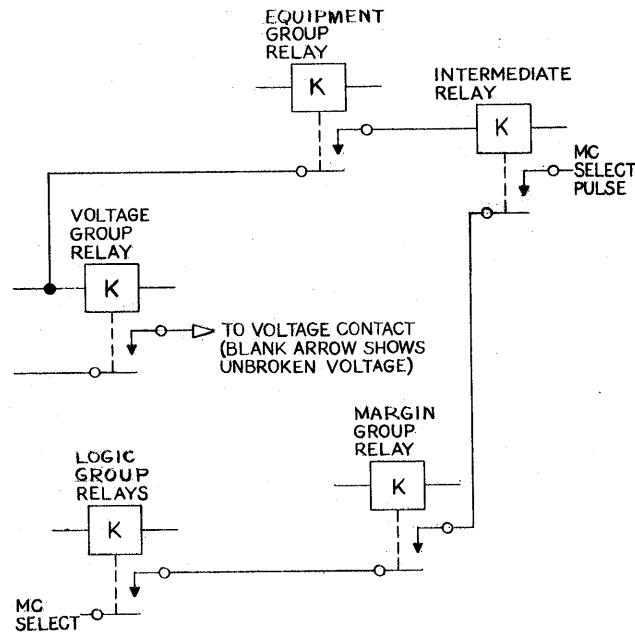 EQUIPMENT
GROUP
RELAY
K
INTERMEDIATE
RELAY
K
MC
SELECT
PULSE
VOLTAGE
GROUP
RELAY
K
TO VOLTAGE CONTACT
(BLANK ARROW SHOWS
UNBROKEN VOLTAGE)
MARGIN
GROUP
RELAY
K
LOGIC
GROUP
RELAYS
K
MC
SELECT